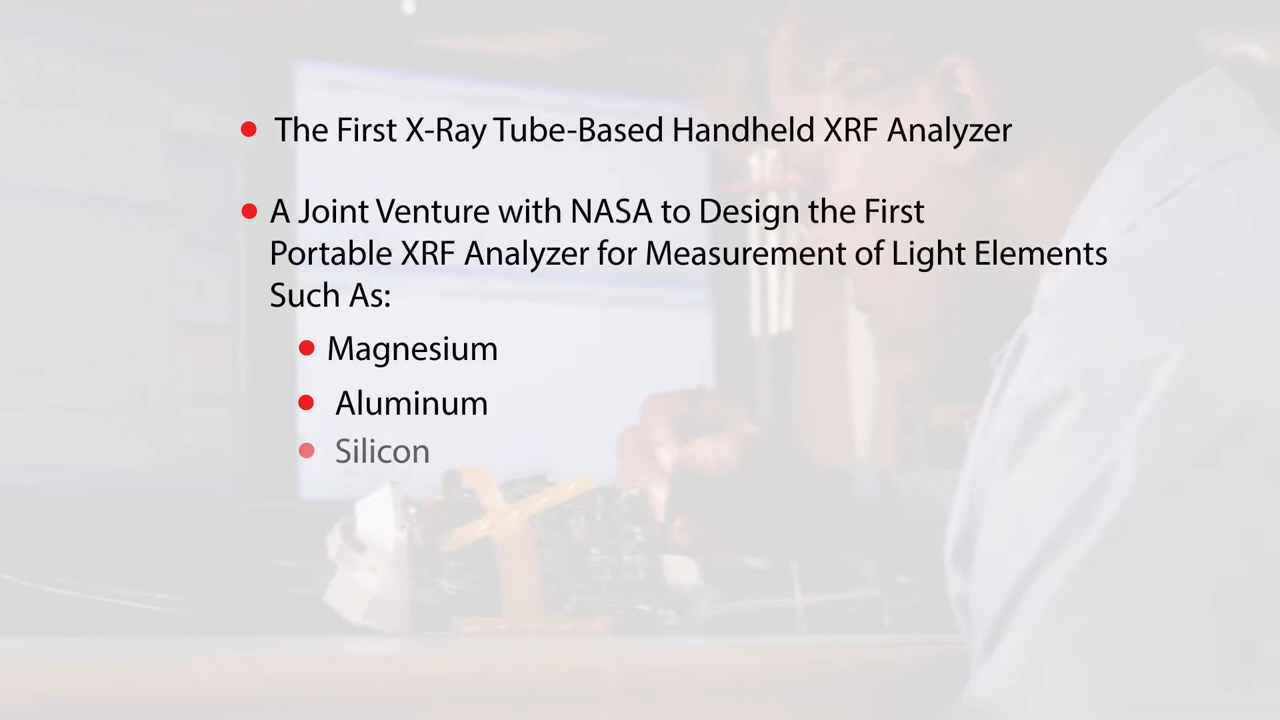 The First X-Ray Tube-Based Handheld XRF Analyzer
A Joint Venture with NASA to Design the First
Portable XRF Analyzer for Measurement of Light Elements
Such As:
Magnesium
Aluminum
Silicon